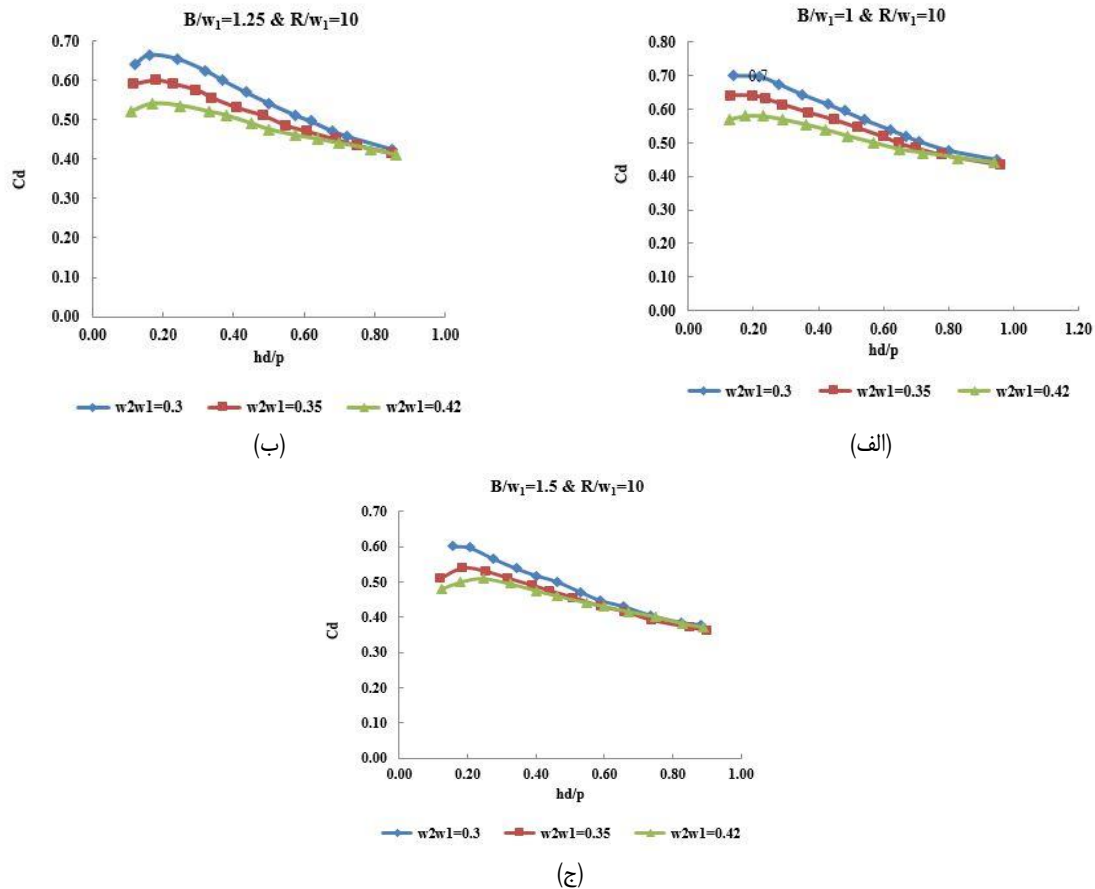 B/w₁=1.25 & R/w₁=10
0.70
0.60
0.50
0.40
0.30
0.20
0.10
0.00
Cd
0.00 0.20 0.40 0.60 0.80 1.00
hd/p
w2w1=0.3 w2w1=0.35 w2w1=0.42
(ب)
B/w₁=1 & R/w₁=10
0.80
0.70
0.60
0.50
0.40
0.30
0.20
0.10
0.00
0.7
Cd
0.00 0.20 0.40 0.60 0.80 1.00 1.20
hd/p
w2w1=0.3 w2w1=0.35 w2w1=0.42
(الف)
B/w₁=1.5 & R/w₁=10
0.70
0.60
0.50
0.40
0.30
0.20
0.10
0.00
Cd
0.00 0.20 0.40 0.60 0.80 1.00
hd/p
w2w1=0.3 w2w1=0.35 w2w1=0.42
(ج)